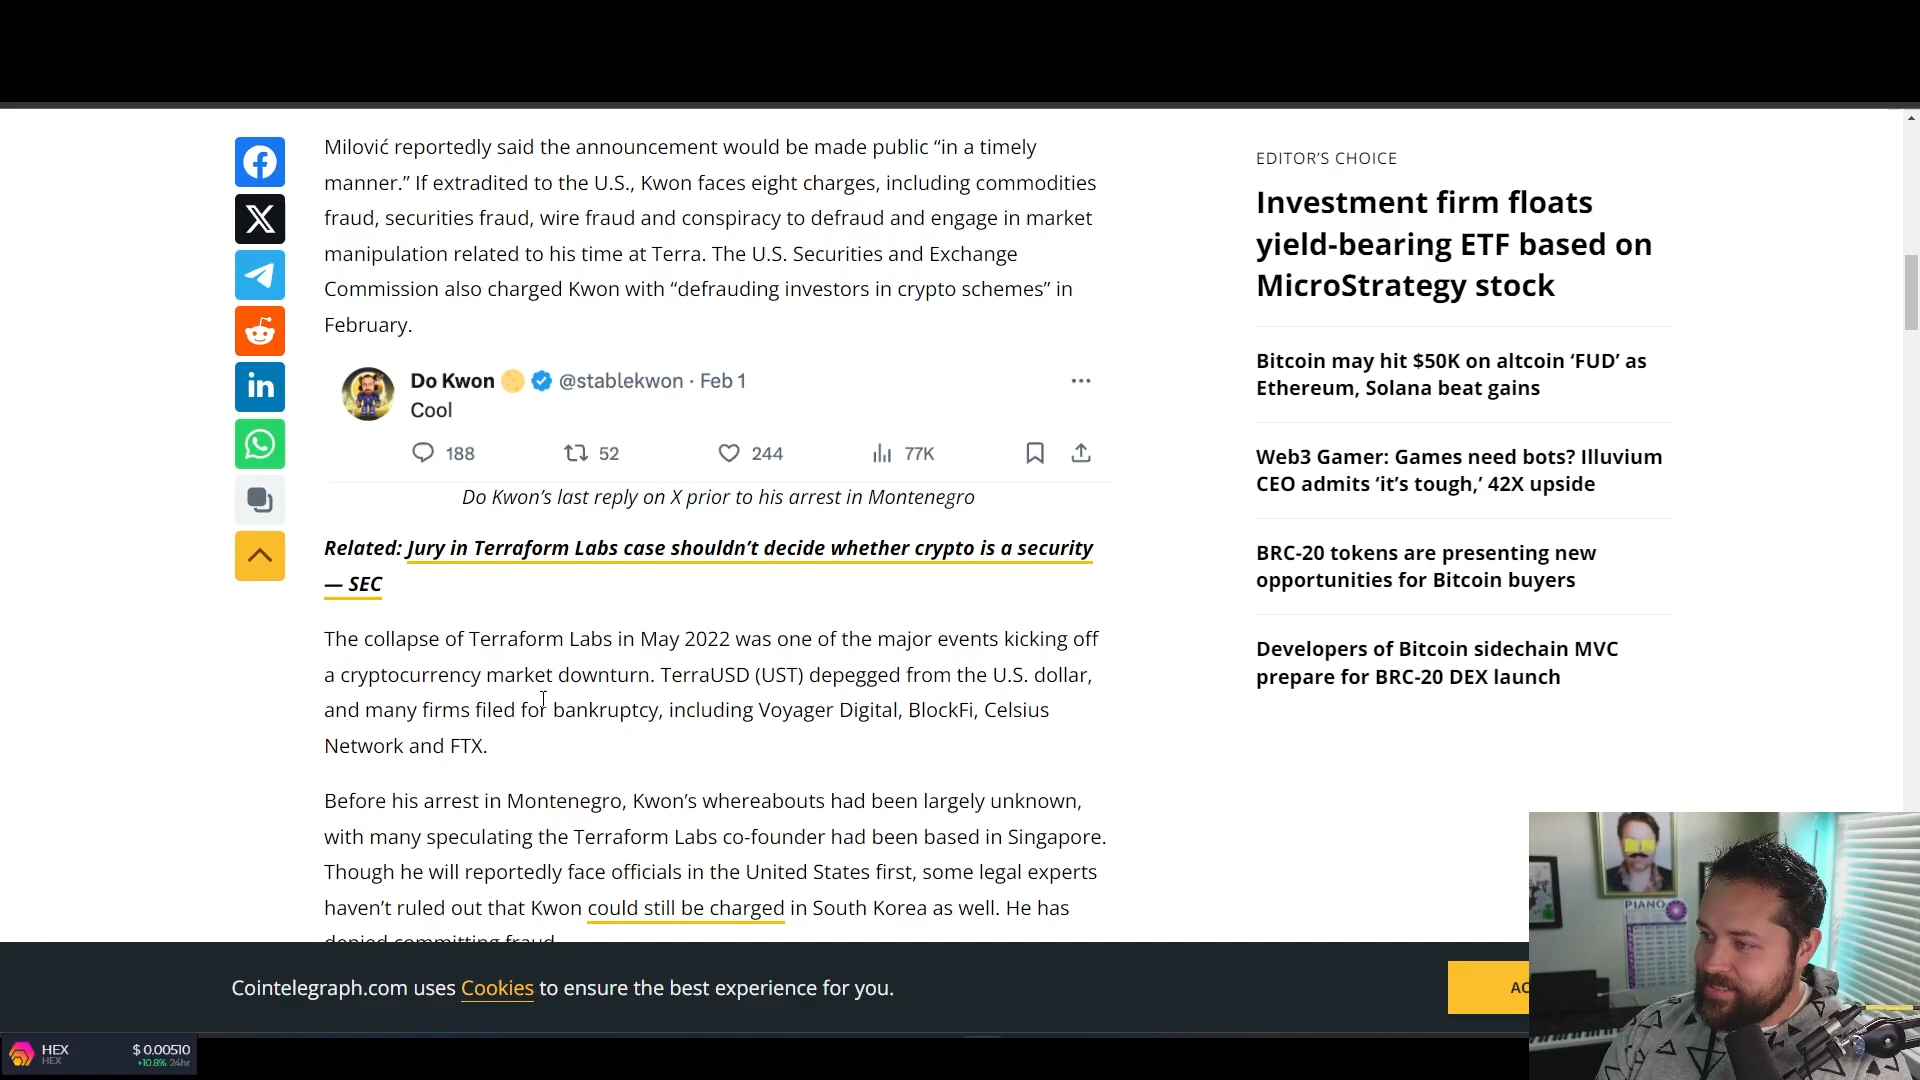 Milović reportedly said the announcement would be made public “in a timely
manner.” If extradited to the U.S., Kwon faces eight charges, including commodities
fraud, securities fraud, wire fraud and conspiracy to defraud and engage in market
manipulation related to his time at Terra. The U.S. Securities and Exchange
Commission also charged Kwon with “defrauding investors in crypto schemes” in
February.
Do Kwon @stablekwon · Feb 1
Cool
188 52 244 77K
Do Kwon’s last reply on X prior to his arrest in Montenegro
Related: Jury in Terraform Labs case shouldn’t decide whether crypto is a security
— SEC
The collapse of Terraform Labs in May 2022 was one of the major events kicking off
a cryptocurrency market downturn. TerraUSD (UST) depegged from the U.S. dollar,
and many firms filed for bankruptcy, including Voyager Digital, BlockFi, Celsius
Network and FTX.
Before his arrest in Montenegro, Kwon’s whereabouts had been largely unknown,
with many speculating the Terraform Labs co-founder had been based in Singapore.
Though he will reportedly face officials in the United States first, some legal experts
haven’t ruled out that Kwon could still be charged in South Korea as well. He has
denied committing fraud.
EDITOR’S CHOICE
Investment firm floats
yield-bearing ETF based on
MicroStrategy stock
Bitcoin may hit $50K on altcoin ‘FUD’ as
Ethereum, Solana beat gains
Web3 Gamer: Games need bots? Illuvium
CEO admits ‘it’s tough,’ 42X upside
BRC-20 tokens are presenting new
opportunities for Bitcoin buyers
Developers of Bitcoin sidechain MVC
prepare for BRC-20 DEX launch
Cointelegraph.com uses Cookies to ensure the best experience for you.
AC
PIANO
HEX $ 0.00510
HEX +10.8% 24hr